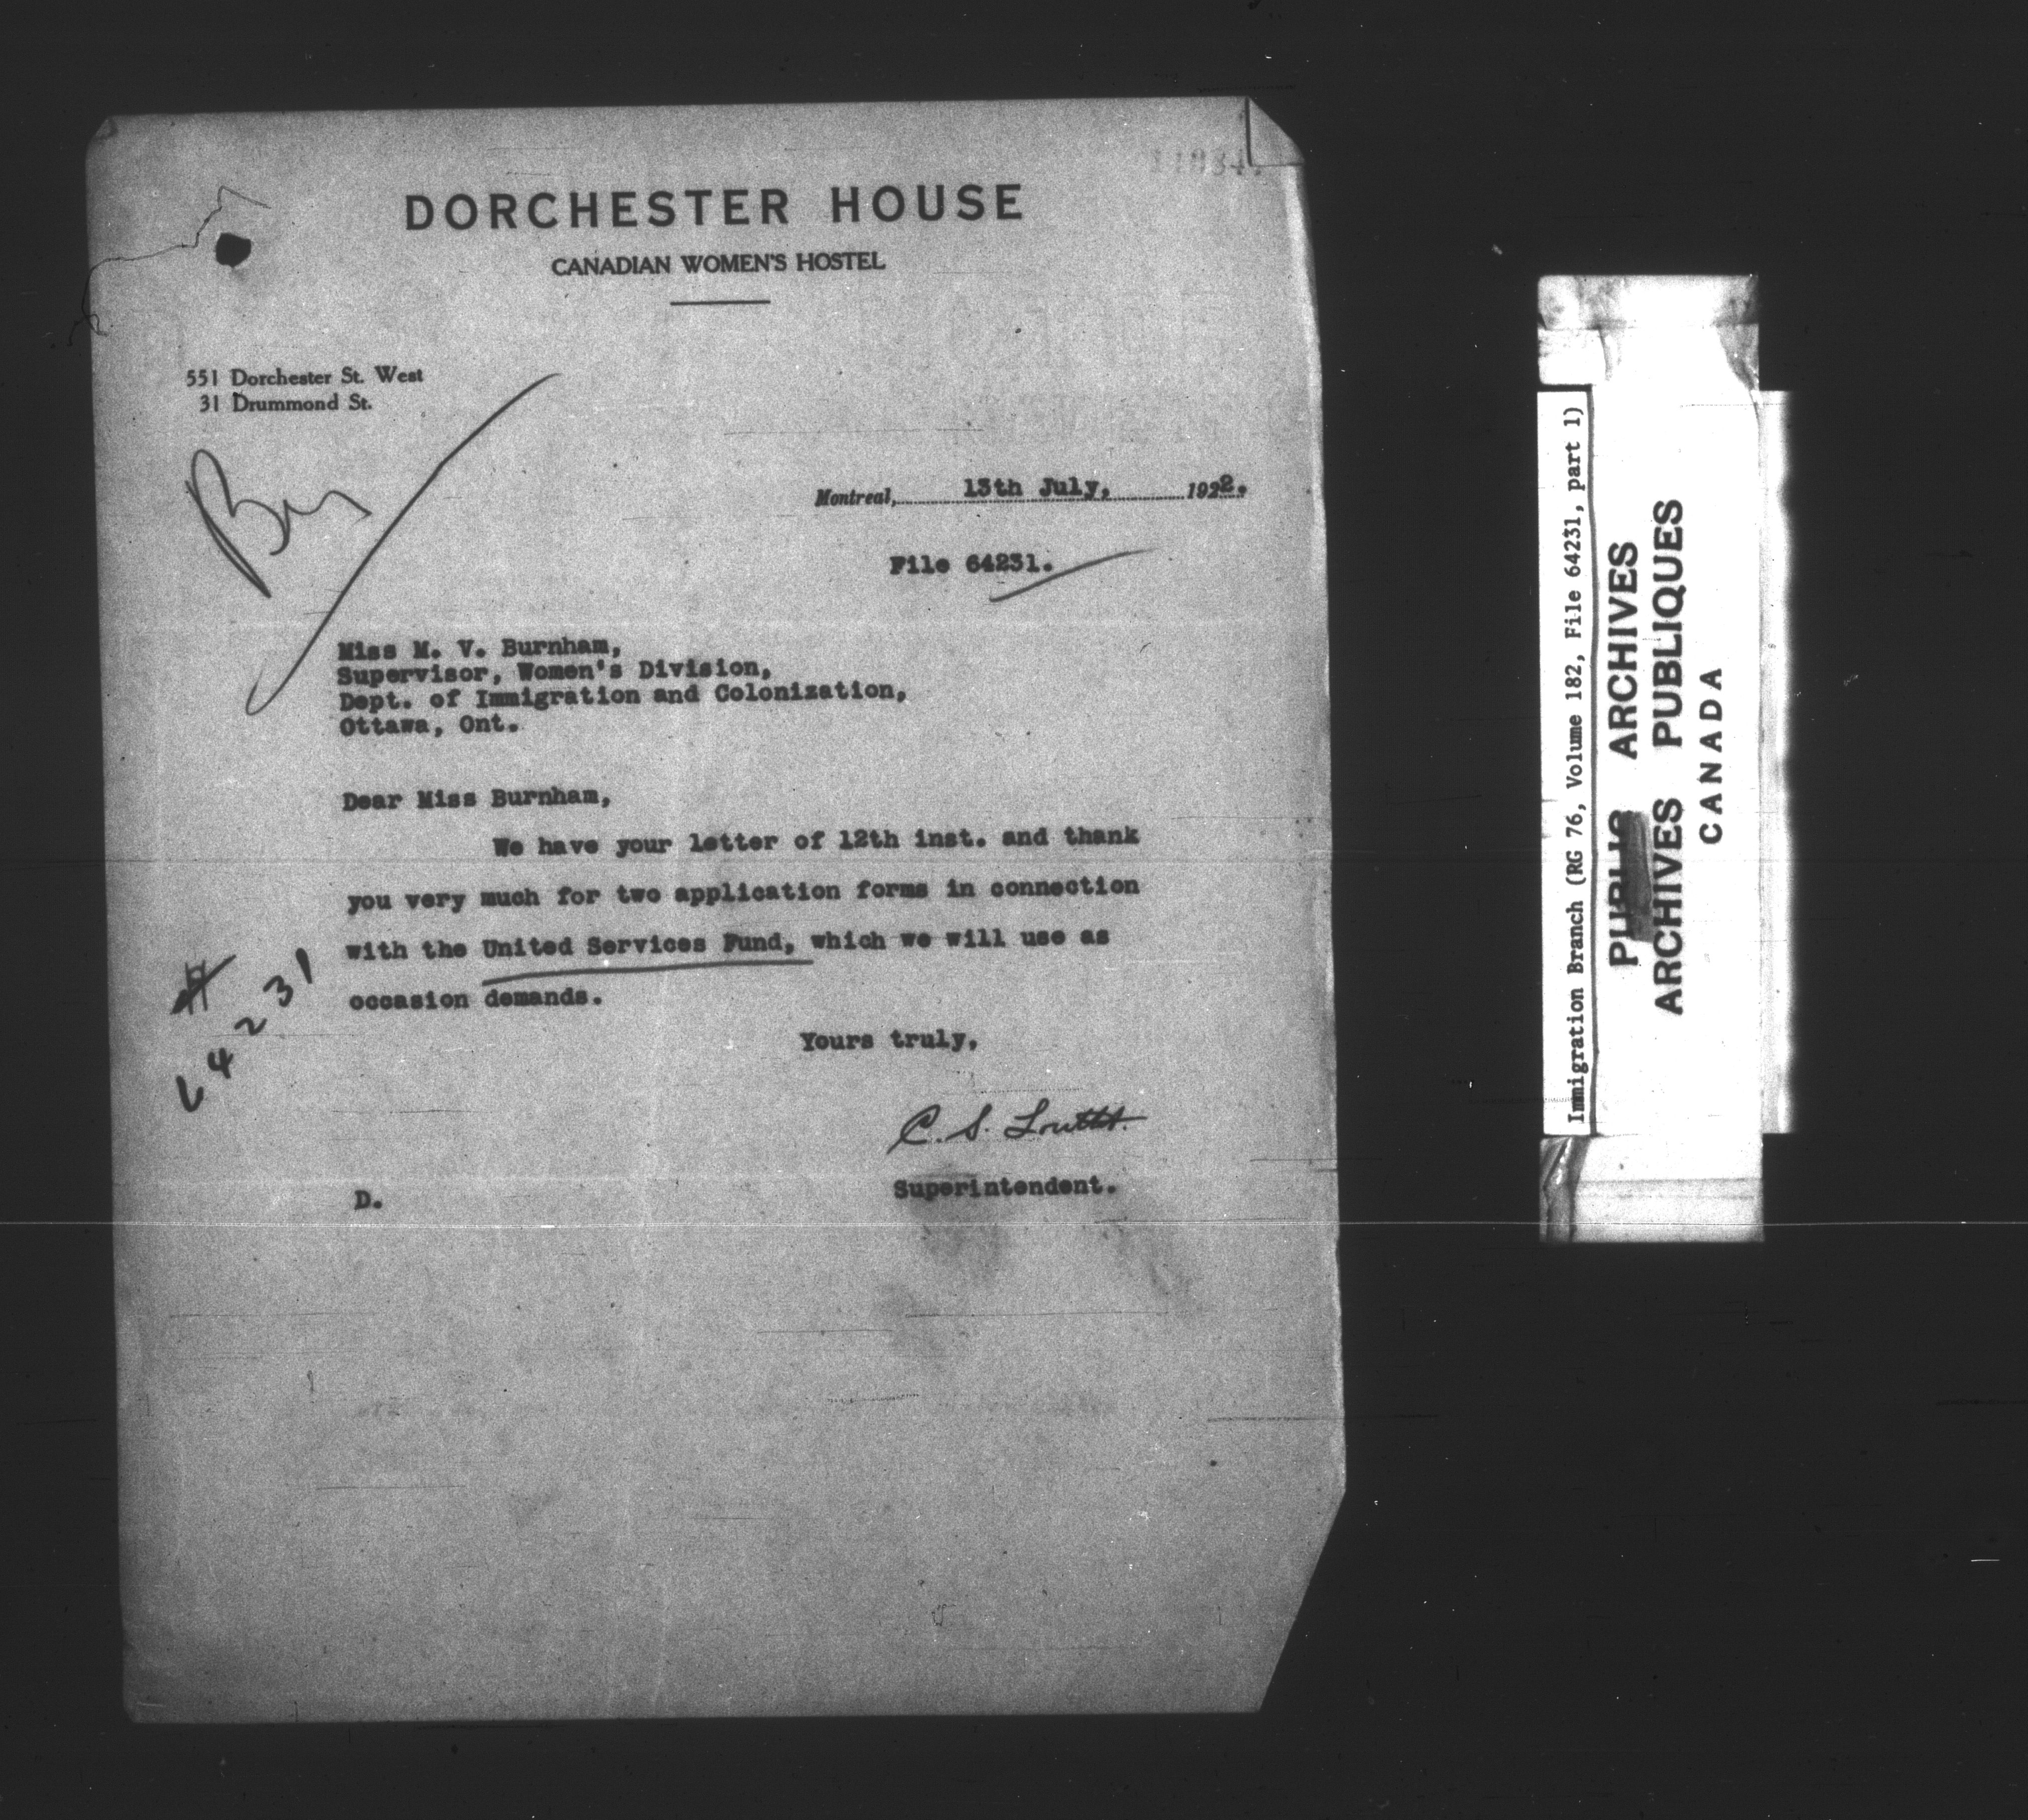 DORCHESTER HOUSE
CANADIAN WOMEN'S HOSTEL
551 Dorchester St. West
31 Drummond St.
Montreal, 13th July, 1922.
File 64231.
Miss M. V. Burnham,
Supervisor, Women's Division,
Dept. of Immigration and Colonization,
Ottawa, Ont.
Dear Miss Burnham,
We have your letter of 12th inst. and thank
you very much for two application forms in connection
with the United Services Fund, which we will use as
occasion demands.
# 64231
Yours truly,
C. S.
Superintendent.
D.
Immigration Branch (RG 76, Volume 182, File 64231, part 1)
PUBLIC ARCHIVES
ARCHIVES PUBLIQUES
CANADA